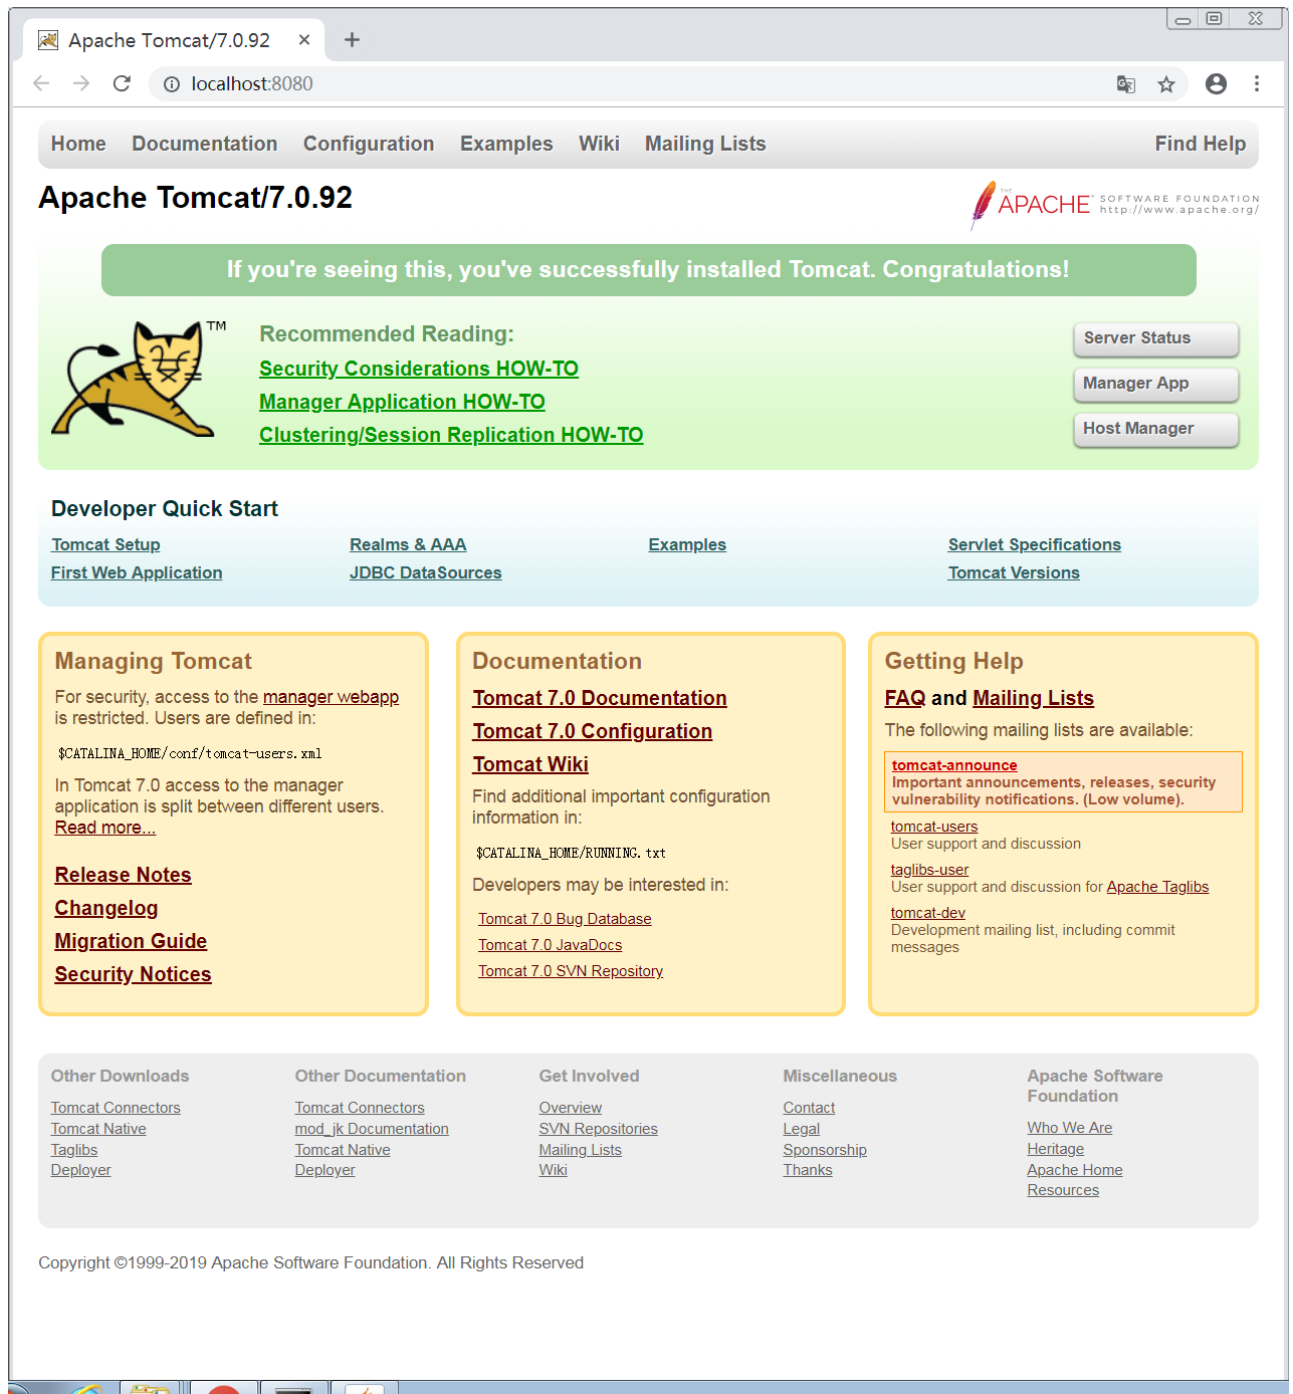 Apache Tomcat/7.0.92
localhost:8080
Home Documentation Configuration Examples Wiki Mailing Lists Find Help
Apache Tomcat/7.0.92
THE APACHE® SOFTWARE FOUNDATION
http://www.apache.org/
If you're seeing this, you've successfully installed Tomcat. Congratulations!
TM
Recommended Reading:
Security Considerations HOW-TO
Manager Application HOW-TO
Clustering/Session Replication HOW-TO
Server Status
Manager App
Host Manager
Developer Quick Start
Tomcat Setup
First Web Application
Realms & AAA
JDBC DataSources
Examples
Servlet Specifications
Tomcat Versions
Managing Tomcat
For security, access to the manager webapp
is restricted. Users are defined in:
$CATALINA_HOME/conf/tomcat-users.xml
In Tomcat 7.0 access to the manager
application is split between different users.
Read more...
Release Notes
Changelog
Migration Guide
Security Notices
Documentation
Tomcat 7.0 Documentation
Tomcat 7.0 Configuration
Tomcat Wiki
Find additional important configuration
information in:
$CATALINA_HOME/RUNNING.txt
Developers may be interested in:
Tomcat 7.0 Bug Database
Tomcat 7.0 JavaDocs
Tomcat 7.0 SVN Repository
Getting Help
FAQ and Mailing Lists
The following mailing lists are available:
tomcat-announce
Important announcements, releases, security
vulnerability notifications. (Low volume).
tomcat-users
User support and discussion
taglibs-user
User support and discussion for Apache Taglibs
tomcat-dev
Development mailing list, including commit
messages
Other Downloads
Tomcat Connectors
Tomcat Native
Taglibs
Deployer
Other Documentation
Tomcat Connectors
mod_jk Documentation
Tomcat Native
Deployer
Get Involved
Overview
SVN Repositories
Mailing Lists
Wiki
Miscellaneous
Contact
Legal
Sponsorship
Thanks
Apache Software
Foundation
Who We Are
Heritage
Apache Home
Resources
Copyright ©1999-2019 Apache Software Foundation. All Rights Reserved